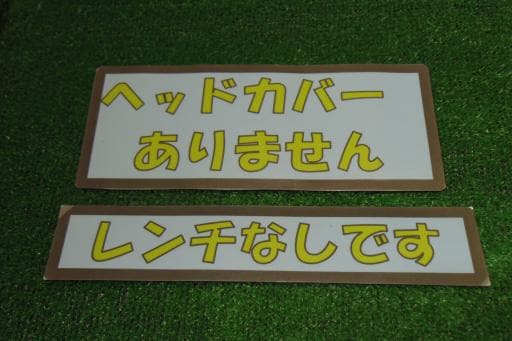 ヘッドカバー
ありません
レンチなしです